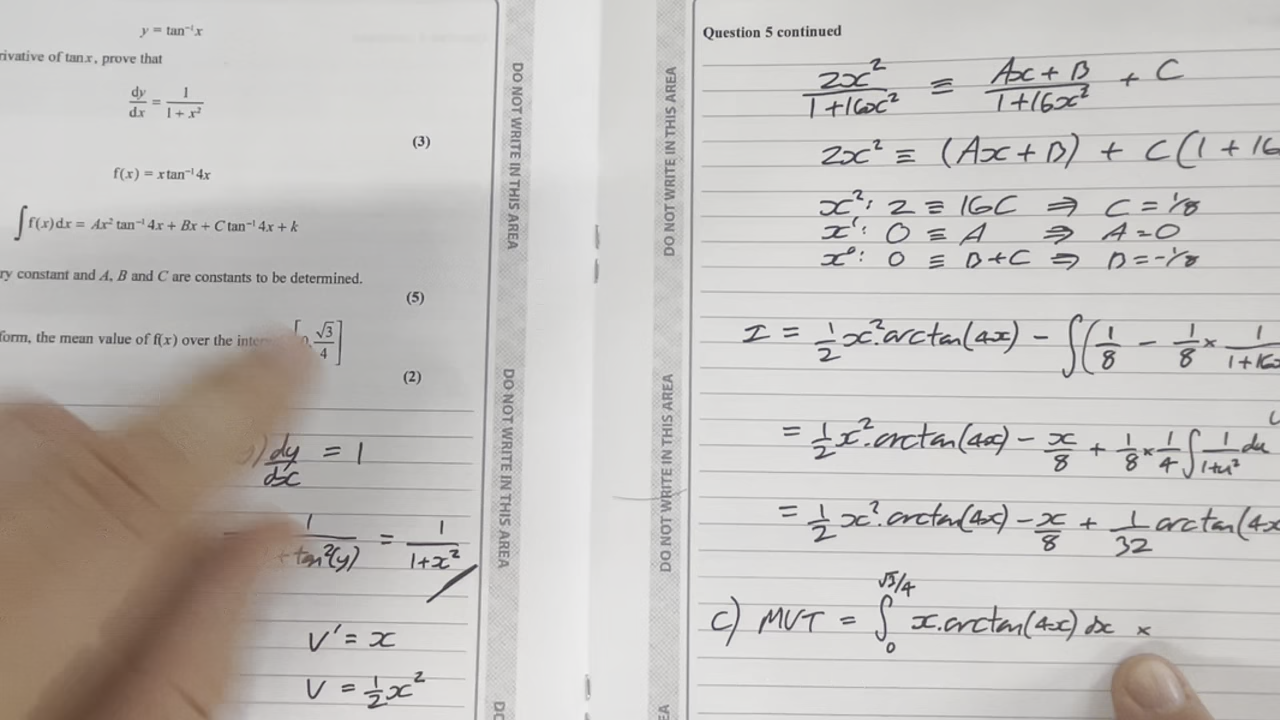 y = tan⁻¹x
rivative of tan x, prove that
dy/dx = 1/(1 + x²)
(3)
f(x) = x tan⁻¹ 4x
∫ f(x) dx = Ax² tan⁻¹ 4x + Bx + C tan⁻¹ 4x + k
ry constant and A, B and C are constants to be determined.
(5)
form, the mean value of f(x) over the √3/4]
(2)
dy/dx = 1
tan²(y) = 1/(1+x²)
V' = x
V = ½x²
DO NOT WRITE IN THIS AREA
DO NOT WRITE IN THIS AREA
DO NOT WRITE IN THIS AREA
DO NOT WRITE IN THIS AREA
Question 5 continued
2x²/(1+16x²) ≡ (Ax+B)/(1+16x²) + C
2x² ≡ (Ax+B) + C(1+16
x²: 2 ≡ 16C ⇒ C = 1/8
x¹: 0 ≡ A ⇒ A = 0
x⁰: 0 ≡ B+C ⇒ B = -1/8
I = ½x².arctan(4x) - ∫(1/8 - 1/8 × 1/(1+16x
= ½x².arctan(4x) - x/8 + 1/8 × 1/4 ∫ 1/(1+u²) du
= ½x².arctan(4x) - x/8 + 1/32 arctan(4x
c) MVT = ∫₀^(√3/4) x.arctan(4x) dx ×